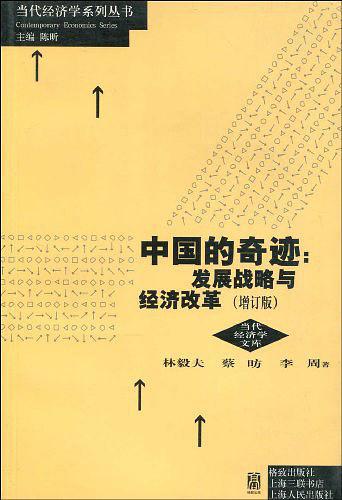 当代经济学系列丛书
Contemporary Economics Series
主编 陈昕
中国的奇迹：
发展战略与
经济改革（增订版）
当代
经济学
文库
林毅夫 蔡昉 李周 著
格致出版社
上海三联书店
上海人民出版社